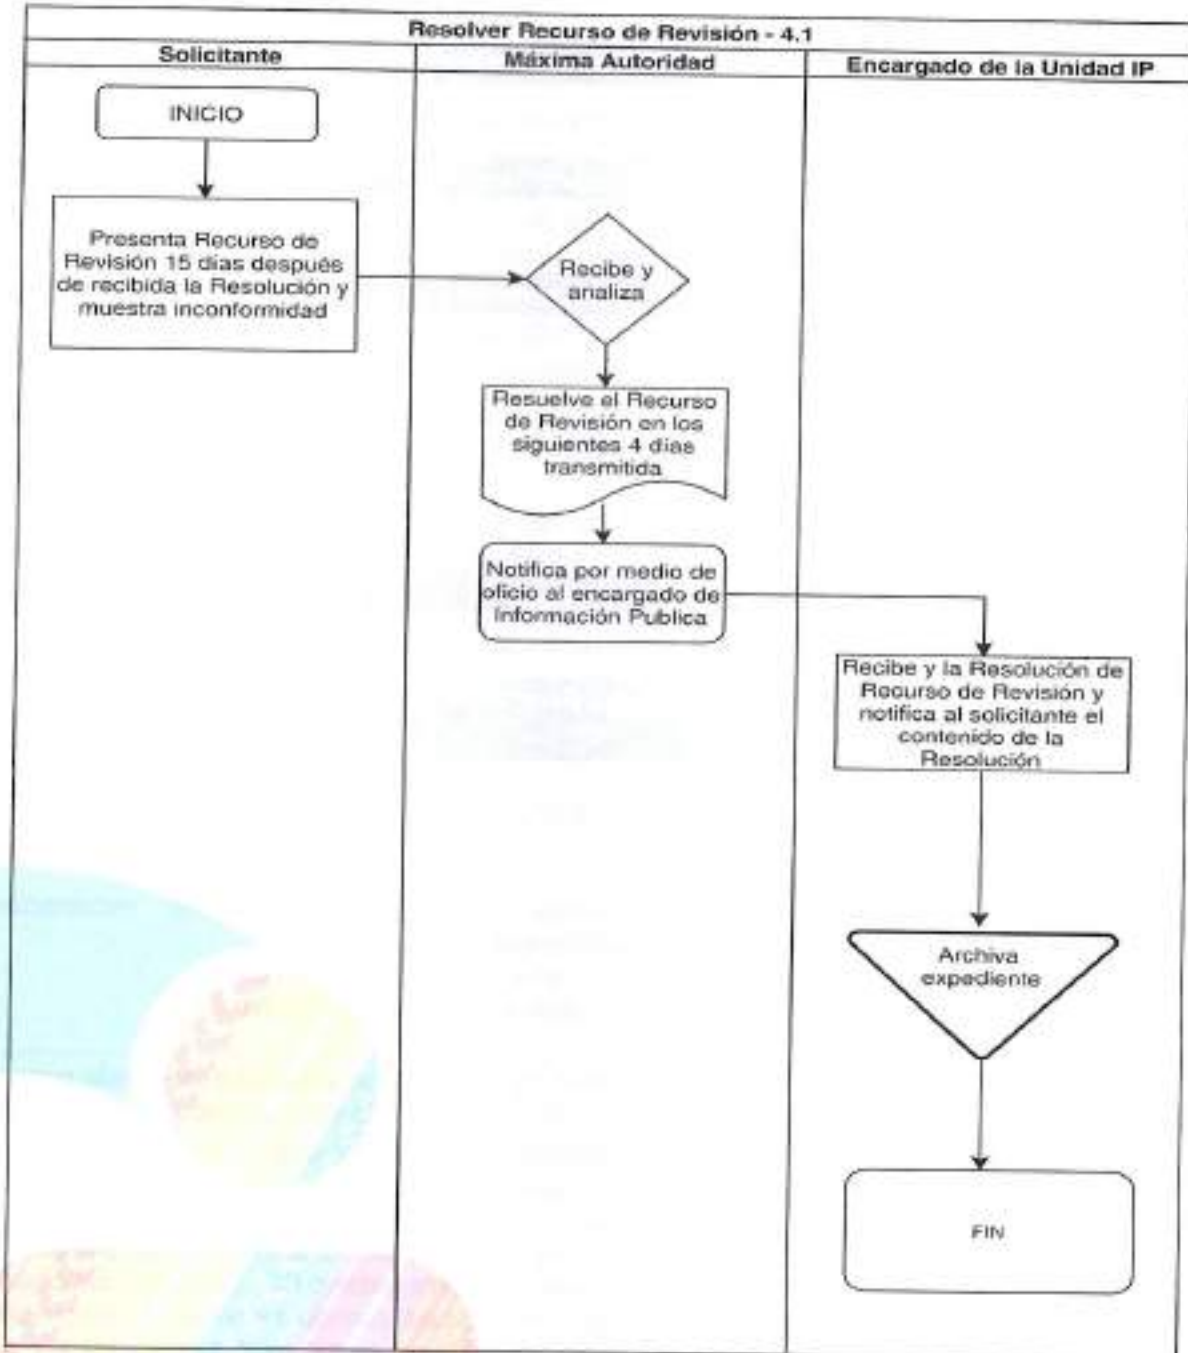 Resolver Recurso de Revisión - 4.1
Solicitante
Máxima Autoridad
Encargado de la Unidad IP
INICIO
Presenta Recurso de
Revisión 15 días después
de recibida la Resolución y
muestra inconformidad
Recibe y
analiza
Resuelve el Recurso
de Revisión en los
siguientes 4 días
transmitida
Notifica por medio de
oficio al encargado de
Información Publica
Recibe y la Resolución de
Recurso de Revisión y
notifica al solicitante el
contenido de la
Resolución
Archiva
expediente
FIN